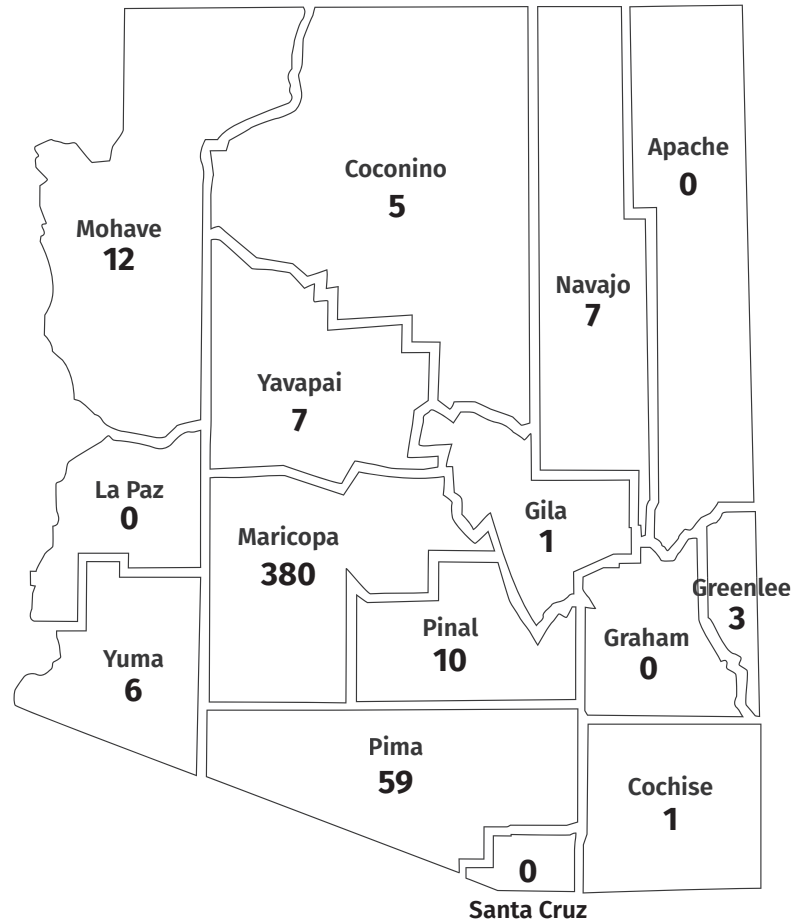 Apache
0
Coconino
5
Mohave
12
Navajo
7
Yavapai
7
La Paz
0
Gila
1
Maricopa
380
Greenlee
3
Pinal
10
Graham
0
Yuma
6
Pima
59
Cochise
1
0
Santa Cruz